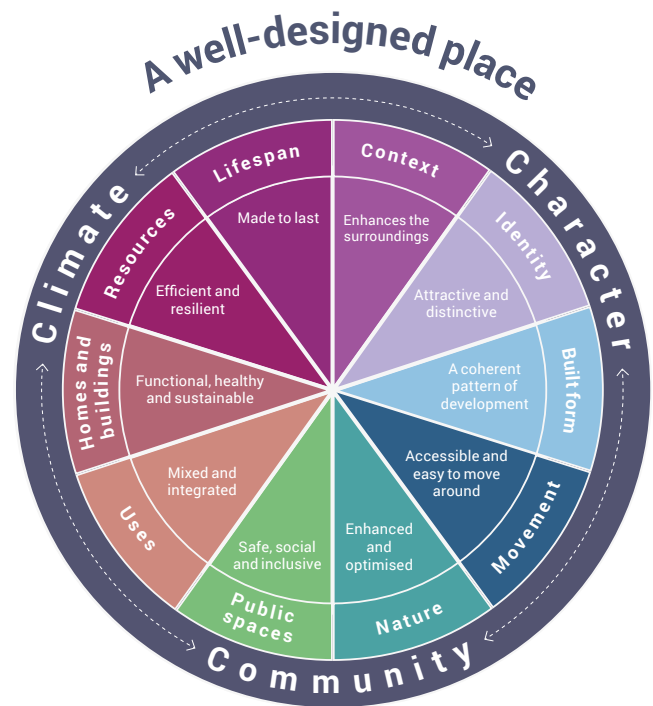 A well-designed place
Climate
Character
Community
Context
Enhances the
surroundings
Identity
Attractive and
distinctive
Built form
A coherent
pattern of
development
Movement
Accessible and
easy to move
around
Nature
Enhanced
and
optimised
Public
spaces
Safe, social
and inclusive
Uses
Mixed and
integrated
Homes and
buildings
Functional, healthy
and sustainable
Resources
Efficient and
resilient
Lifespan
Made to last